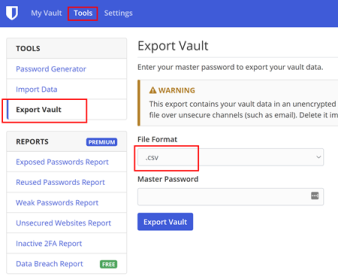 My Vault Tools Settings
TOOLS
Password Generator
Import Data
Export Vault
REPORTS PREMIUM
Exposed Passwords Report
Reused Passwords Report
Weak Passwords Report
Unsecured Websites Report
Inactive 2FA Report
Data Breach Report FREE
Export Vault
Enter your master password to export your vault data.
WARNING
This export contains your vault data in an unencrypted
file over unsecure channels (such as email). Delete it im
File Format
.csv
Master Password
Export Vault